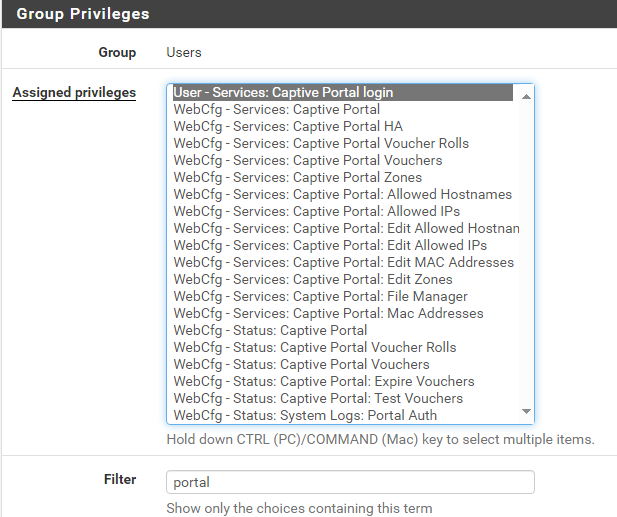 Group Privileges
Group Users
Assigned privileges
User - Services: Captive Portal login
WebCfg - Services: Captive Portal
WebCfg - Services: Captive Portal HA
WebCfg - Services: Captive Portal Voucher Rolls
WebCfg - Services: Captive Portal Vouchers
WebCfg - Services: Captive Portal Zones
WebCfg - Services: Captive Portal: Allowed Hostnames
WebCfg - Services: Captive Portal: Allowed IPs
WebCfg - Services: Captive Portal: Edit Allowed Hostnan
WebCfg - Services: Captive Portal: Edit Allowed IPs
WebCfg - Services: Captive Portal: Edit MAC Addresses
WebCfg - Services: Captive Portal: Edit Zones
WebCfg - Services: Captive Portal: File Manager
WebCfg - Services: Captive Portal: Mac Addresses
WebCfg - Status: Captive Portal
WebCfg - Status: Captive Portal Voucher Rolls
WebCfg - Status: Captive Portal Vouchers
WebCfg - Status: Captive Portal: Expire Vouchers
WebCfg - Status: Captive Portal: Test Vouchers
WebCfg - Status: System Logs: Portal Auth
Hold down CTRL (PC)/COMMAND (Mac) key to select multiple items.
Filter portal
Show only the choices containing this term